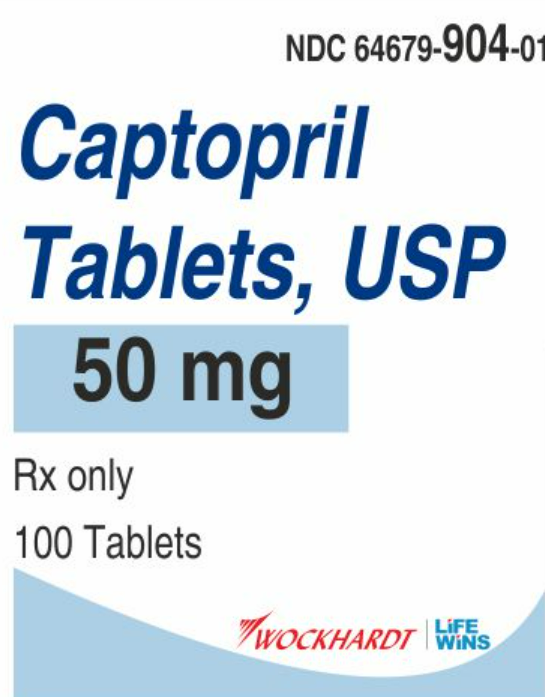 NDC 64679-904-01
Captopril
Tablets, USP
50 mg
Rx only
100 Tablets
WOCKHARDT LiFE
WiNS